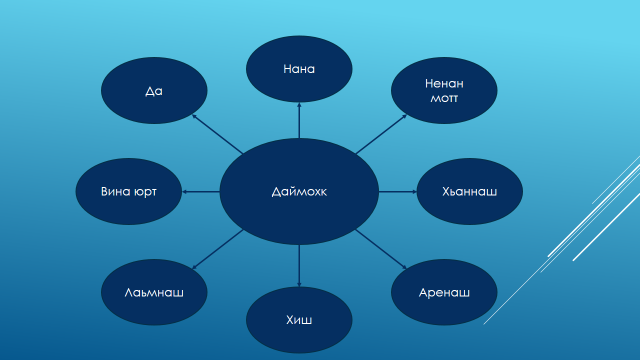 Нана
Да
Ненан
мотт
Вина юрт
Даймохк
Хьаннаш
Лаьмнаш
Аренаш
Хиш